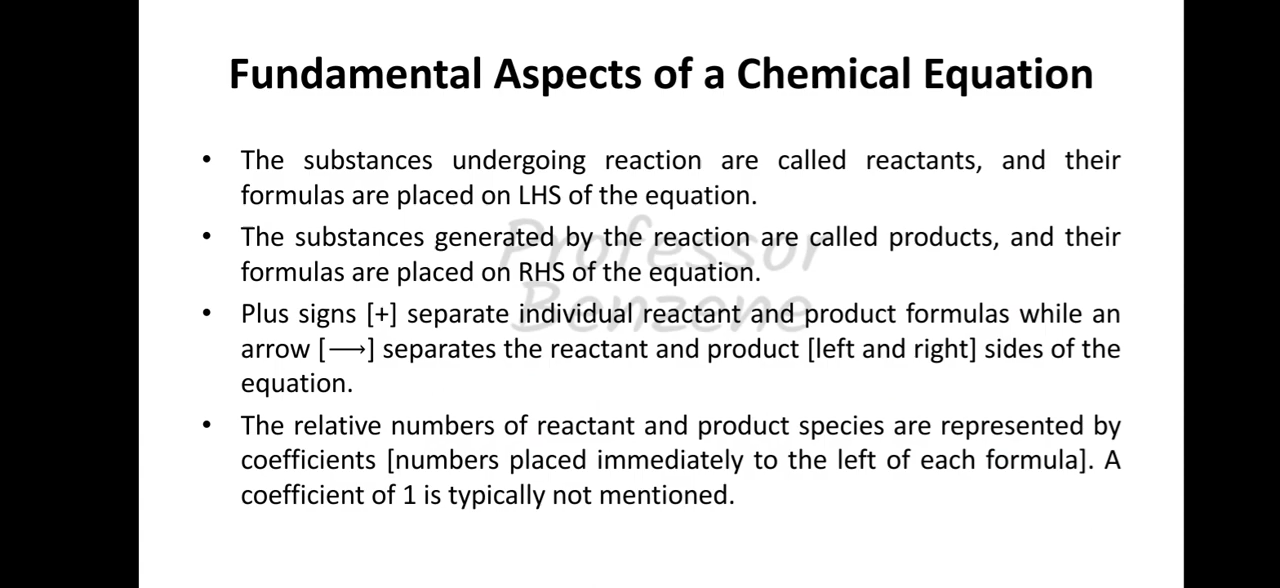 Fundamental Aspects of a Chemical Equation
• The substances undergoing reaction are called reactants, and their
formulas are placed on LHS of the equation.
• The substances generated by the reaction are called products, and their
formulas are placed on RHS of the equation.
Professor
Benzene
• Plus signs [+] separate individual reactant and product formulas while an
arrow [⟶] separates the reactant and product [left and right] sides of the
equation.
• The relative numbers of reactant and product species are represented by
coefficients [numbers placed immediately to the left of each formula]. A
coefficient of 1 is typically not mentioned.